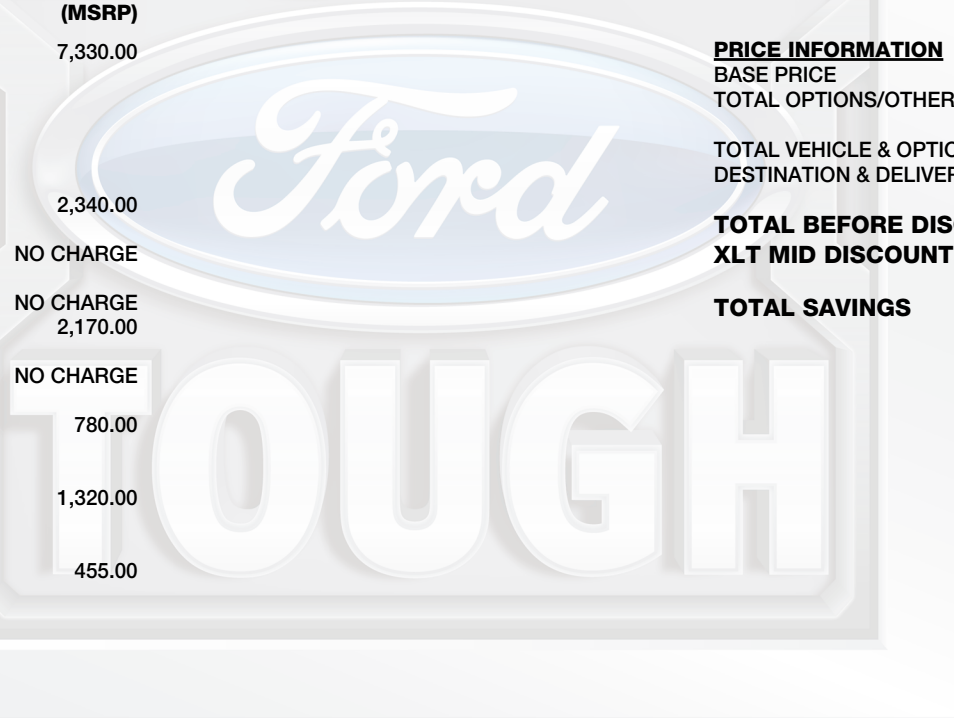 (MSRP)
7,330.00
2,340.00
NO CHARGE
NO CHARGE
2,170.00
NO CHARGE
780.00
1,320.00
455.00
PRICE INFORMATION
BASE PRICE
TOTAL OPTIONS/OTHER
TOTAL VEHICLE & OPTIO
DESTINATION & DELIVER
TOTAL BEFORE DIS
XLT MID DISCOUNT
TOTAL SAVINGS
Ford
TOUGH